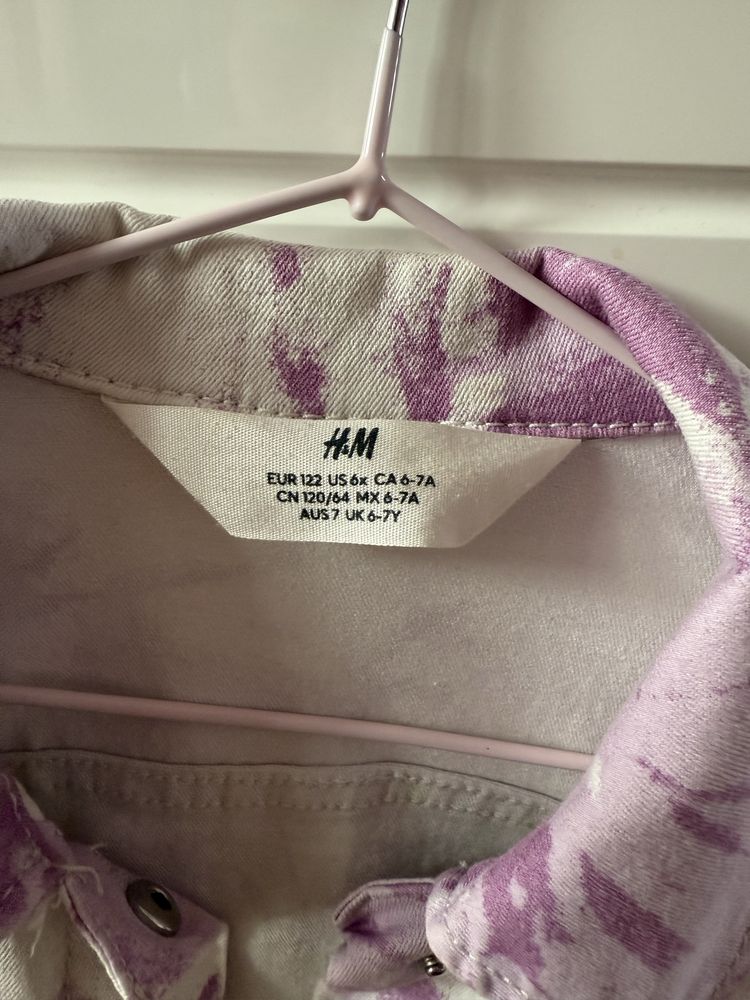 H&M
EUR 122 US 6x CA 6-7A
CN 120/64 MX 6-7A
AUS 7 UK 6-7Y